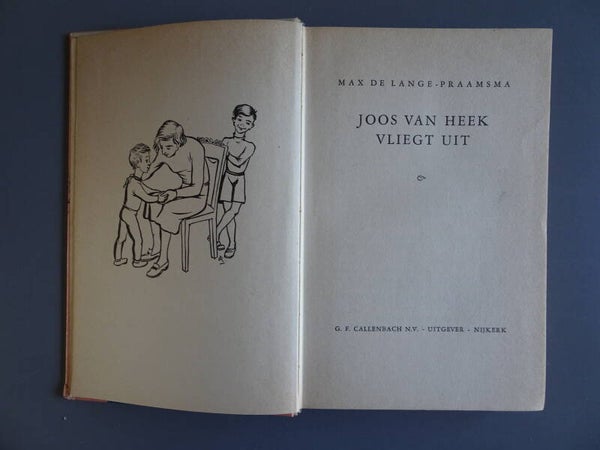 MAX DE LANGE-PRAAMSMA
JOOS VAN HEEK
VLIEGT UIT
G. F. CALLENBACH N.V. - UITGEVER - NIJKERK